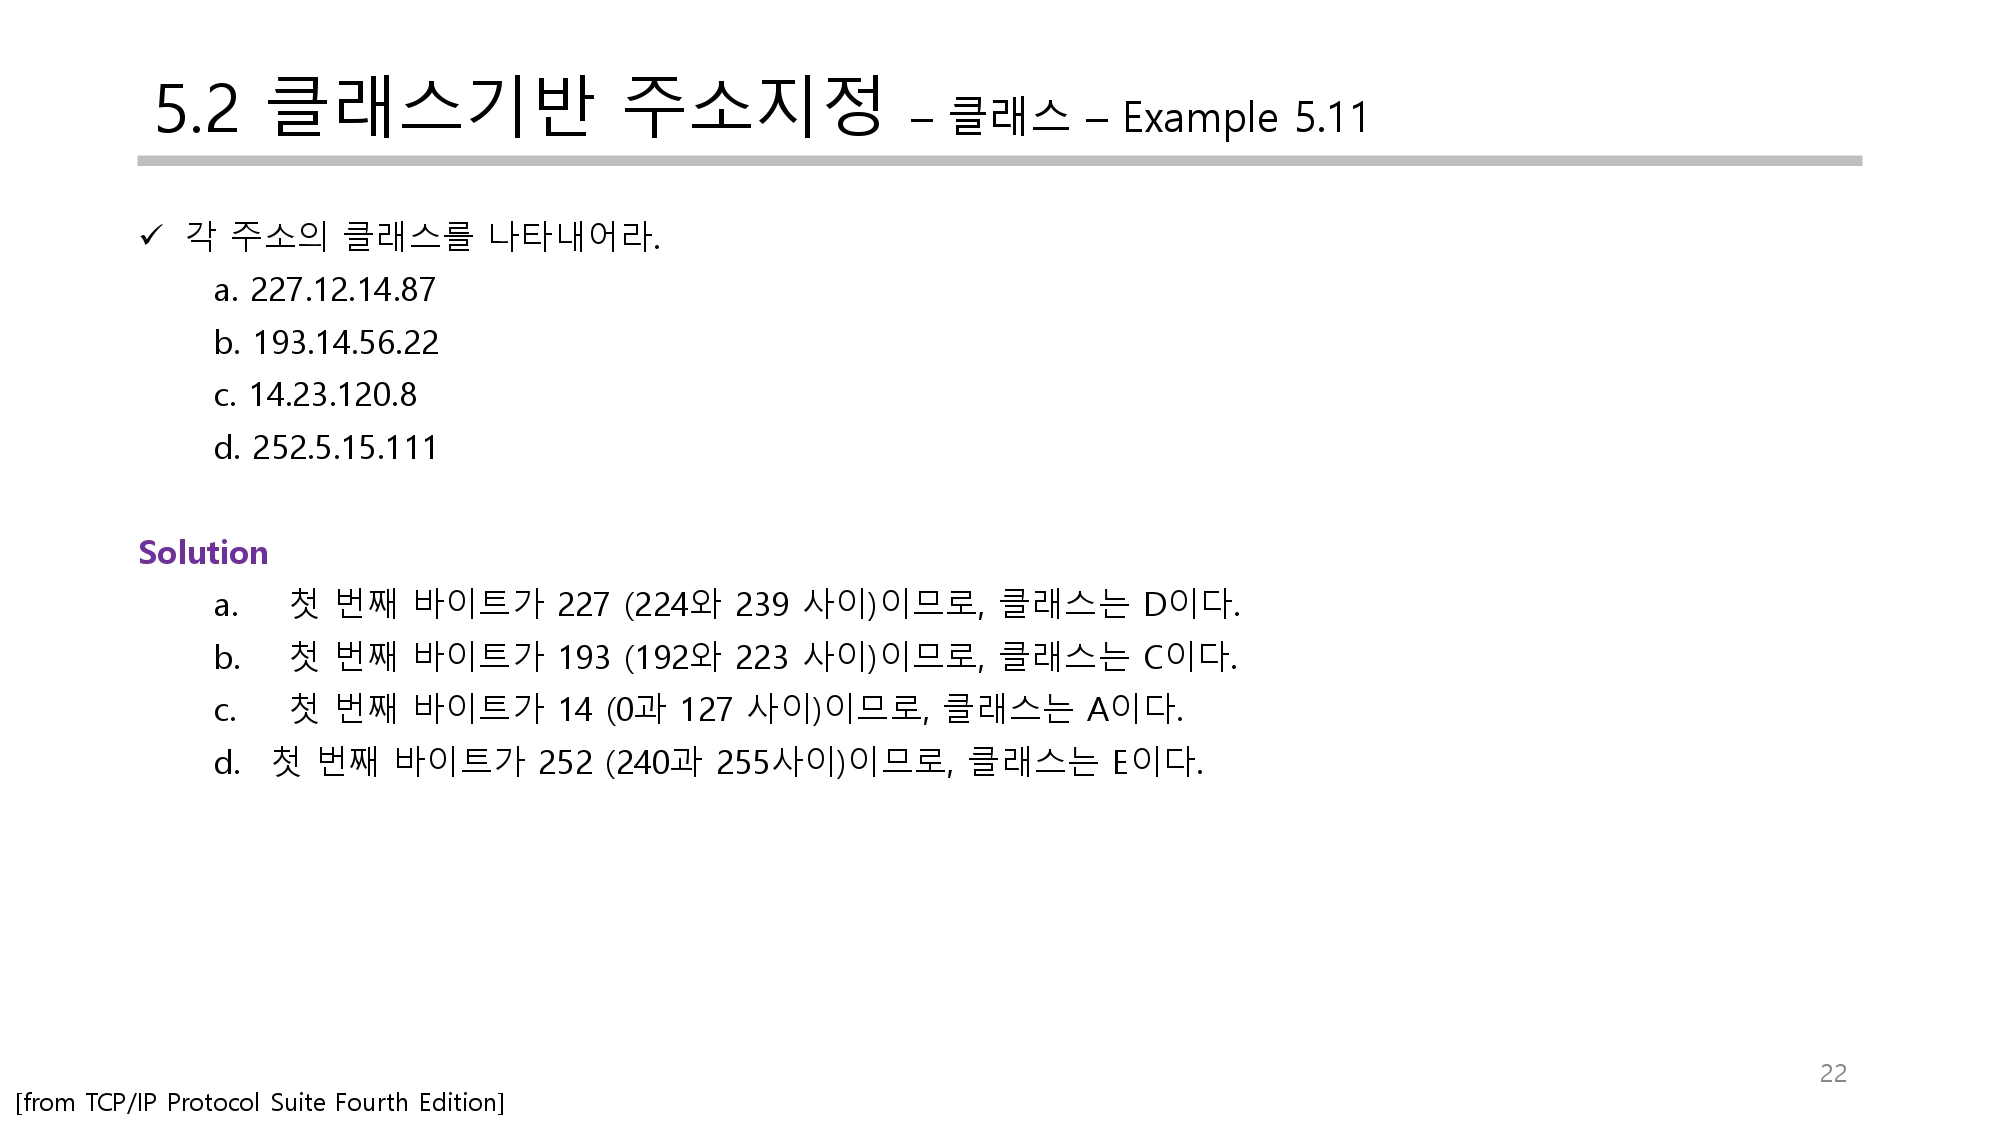 5.2 클래스기반 주소지정 – 클래스 – Example 5.11
✓ 각 주소의 클래스를 나타내어라.
a. 227.12.14.87
b. 193.14.56.22
c. 14.23.120.8
d. 252.5.15.111
Solution
a. 첫 번째 바이트가 227 (224와 239 사이)이므로, 클래스는 D이다.
b. 첫 번째 바이트가 193 (192와 223 사이)이므로, 클래스는 C이다.
c. 첫 번째 바이트가 14 (0과 127 사이)이므로, 클래스는 A이다.
d. 첫 번째 바이트가 252 (240과 255사이)이므로, 클래스는 E이다.
22
[from TCP/IP Protocol Suite Fourth Edition]